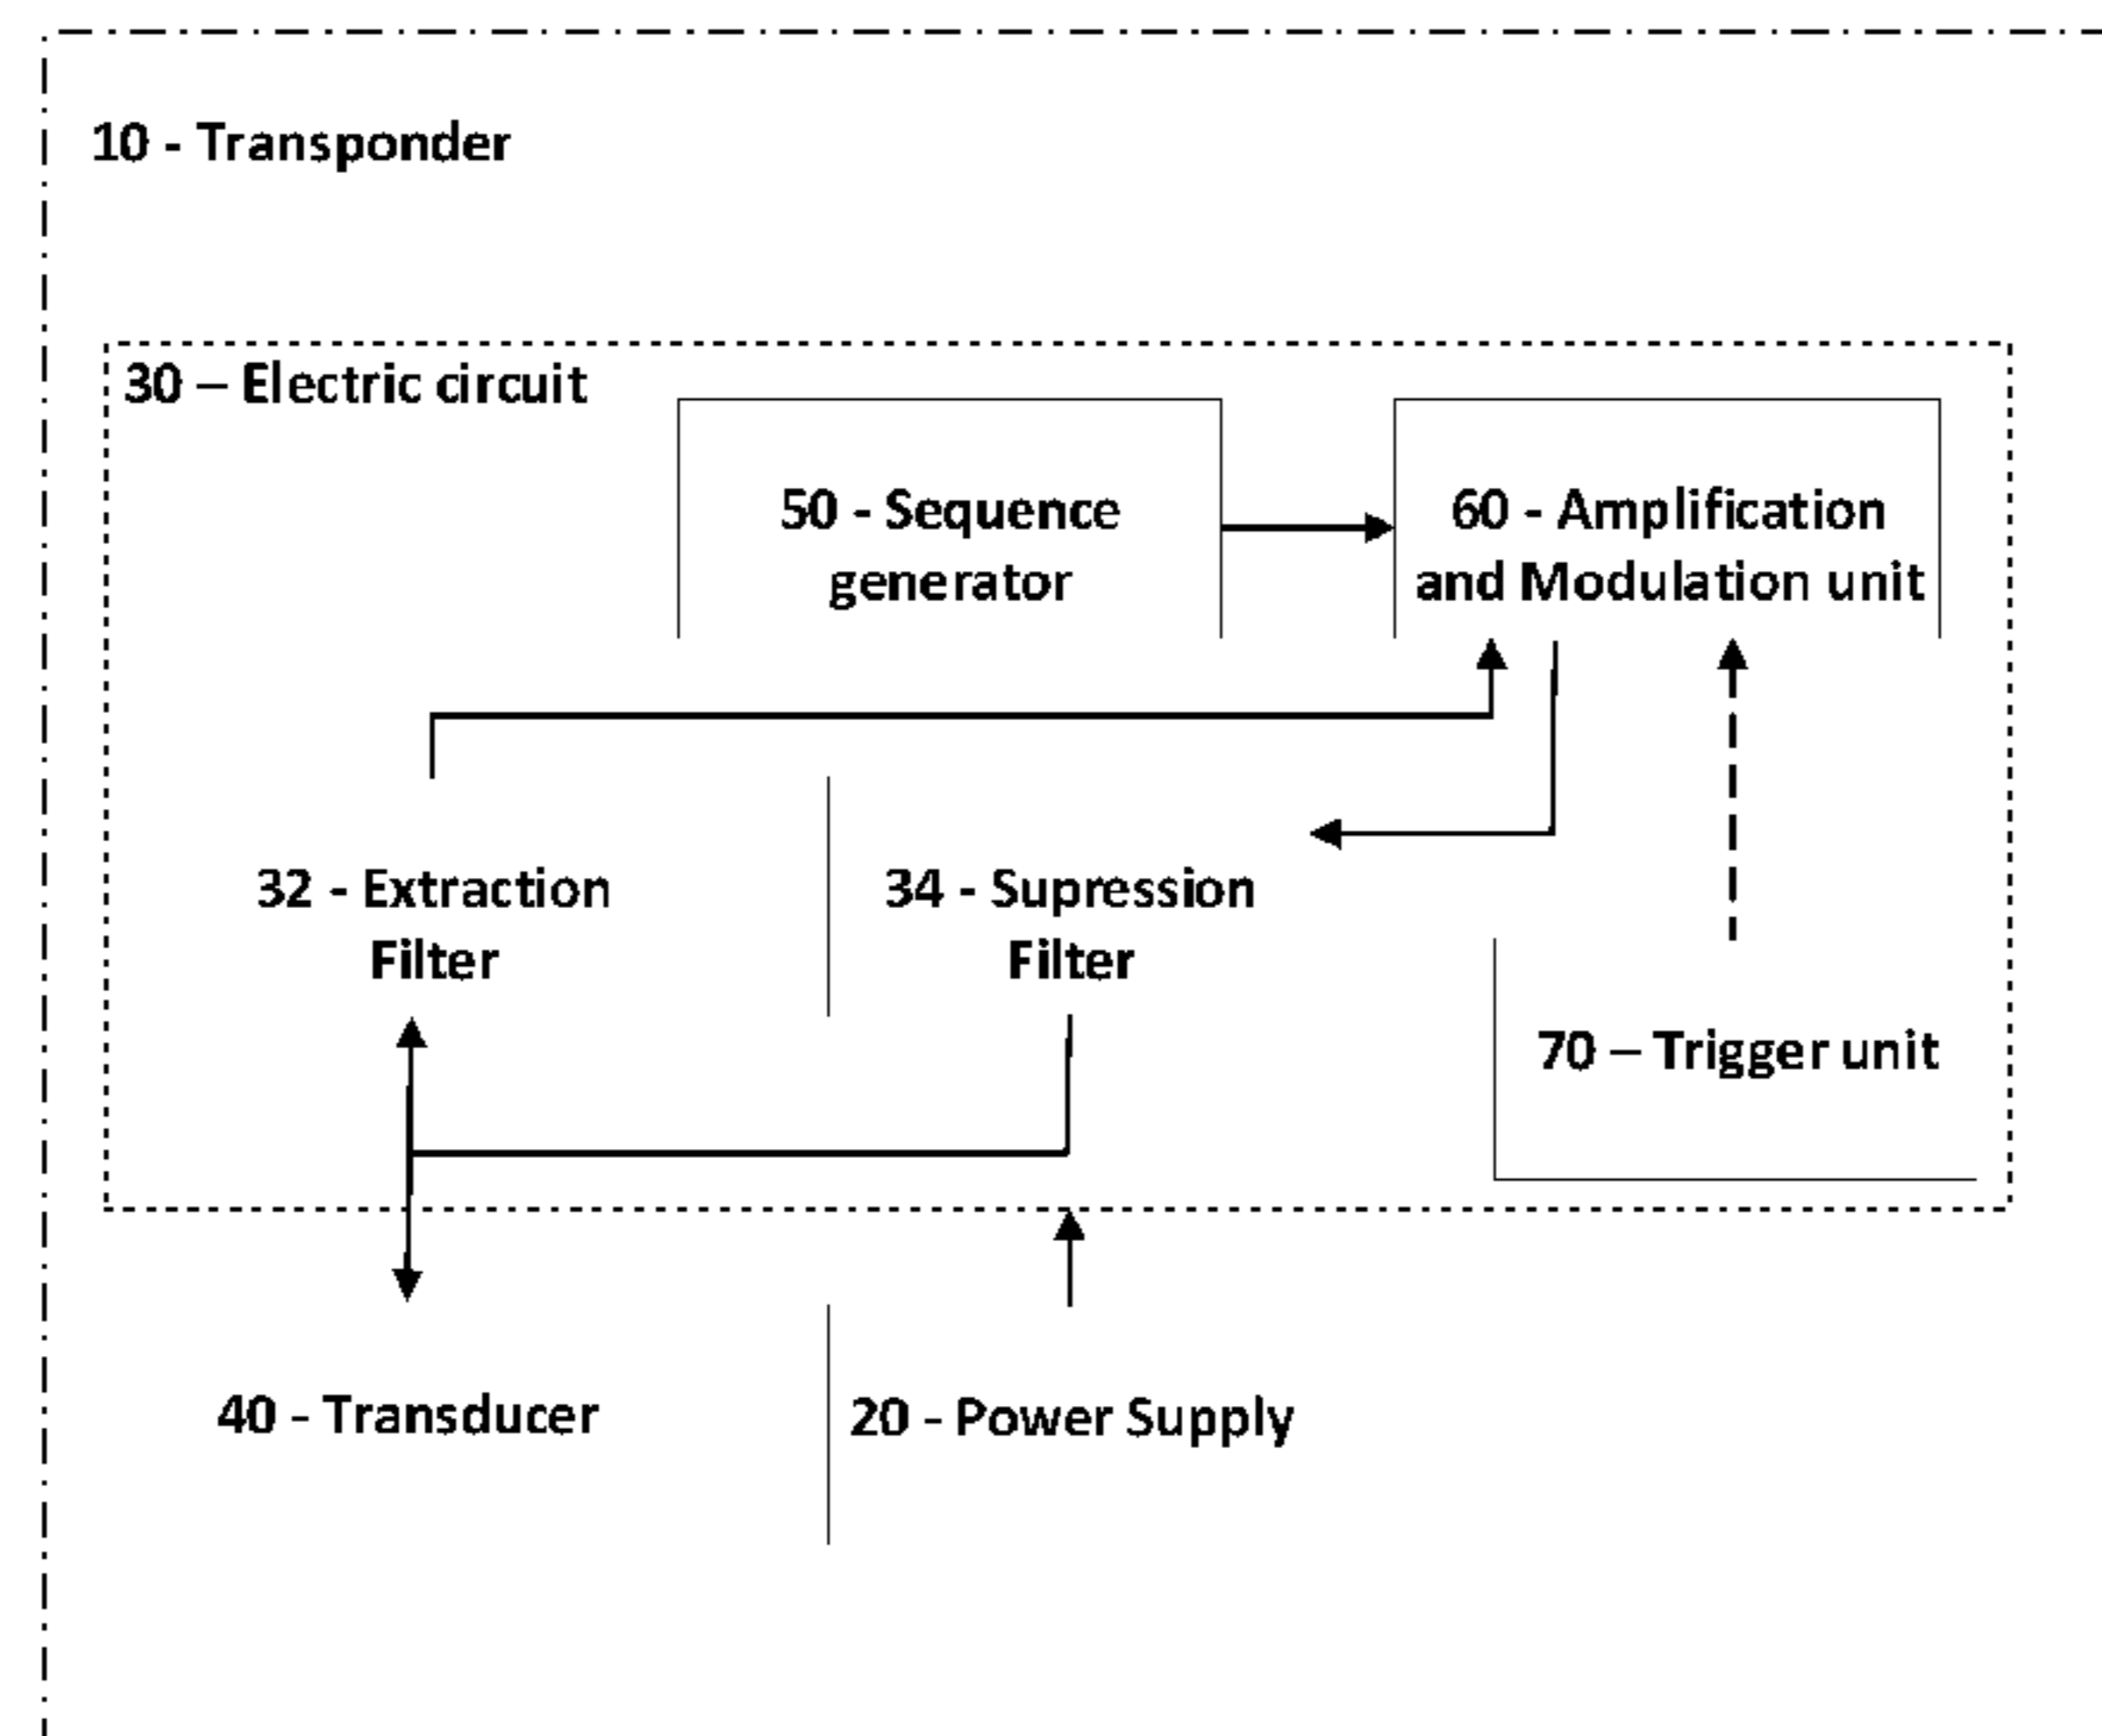 10 - Transponder
30 – Electric circuit
50 - Sequence
generator
60 - Amplification
and Modulation unit
32 - Extraction
Filter
34 - Supression
Filter
70 – Trigger unit
40 - Transducer
20 - Power Supply